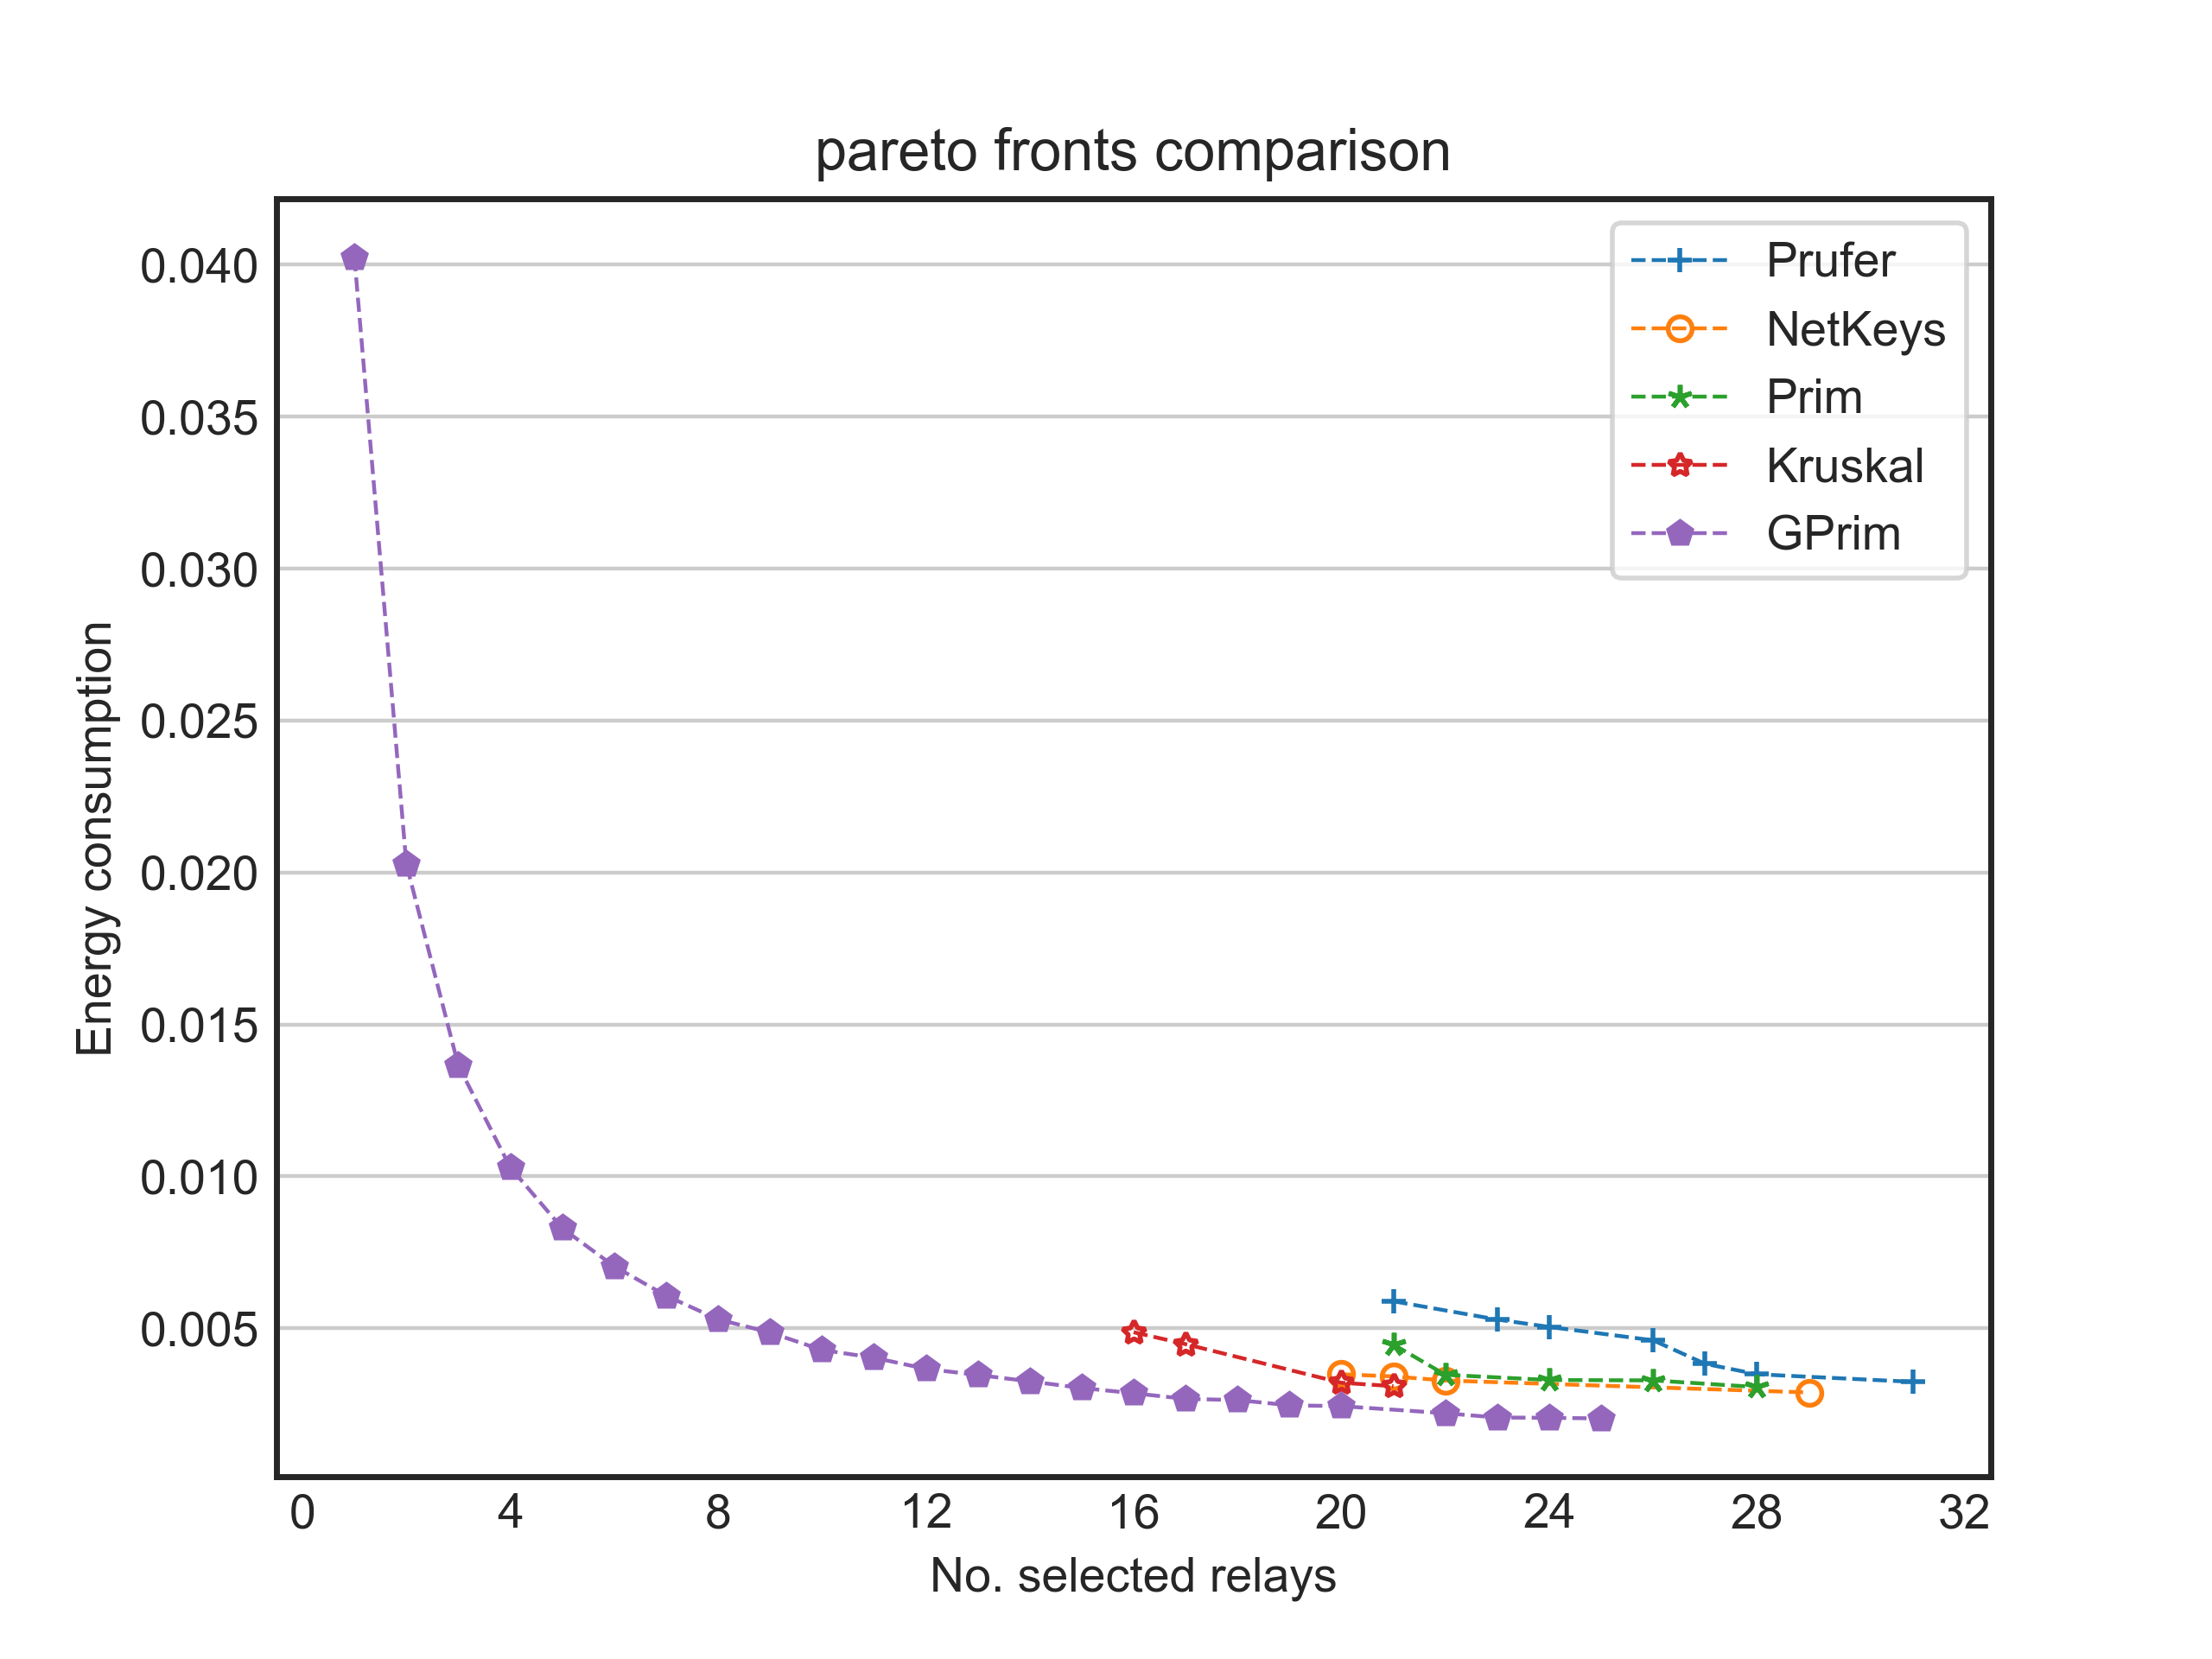 pareto fronts comparison
Prufer
NetKeys
Prim
Kruskal
GPrim
0.040
0.035
0.030
0.025
0.020
0.015
0.010
0.005
Energy consumption
0 4 8 12 16 20 24 28 32
No. selected relays